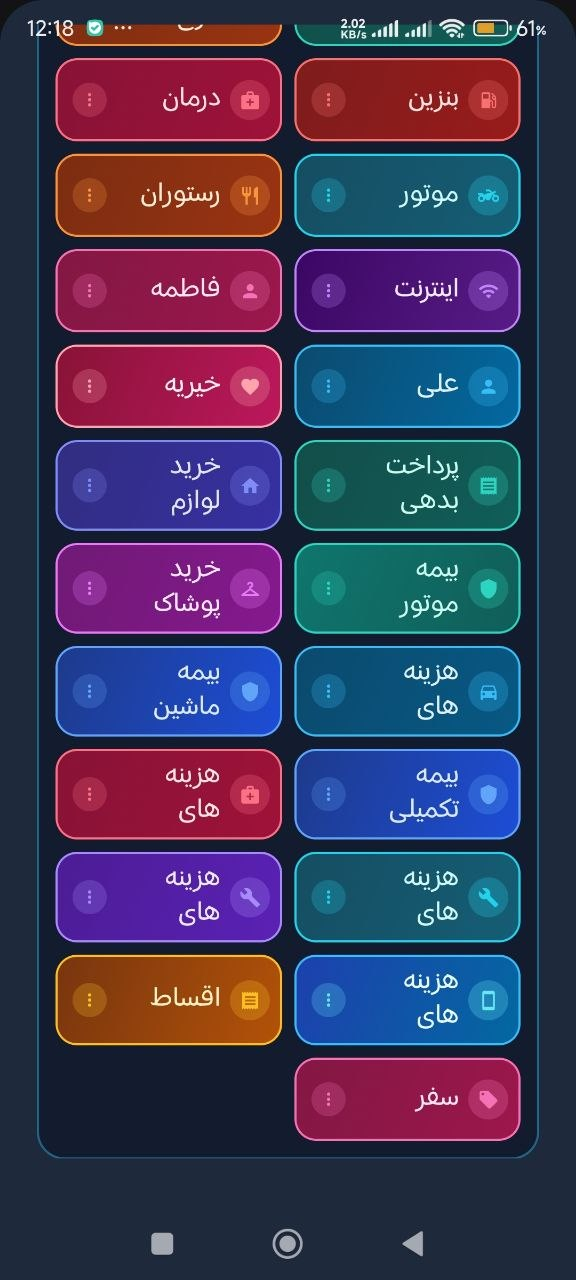 12:18
2.02 KB/s
61%
بنزین
درمان
موتور
رستوران
اینترنت
فاطمه
علی
خیریه
پرداخت
بدهی
خرید
لوازم
بیمه
موتور
خرید
پوشاک
هزینه
های
بیمه
ماشین
بیمه
تکمیلی
هزینه
های
هزینه
های
هزینه
های
هزینه
های
اقساط
سفر